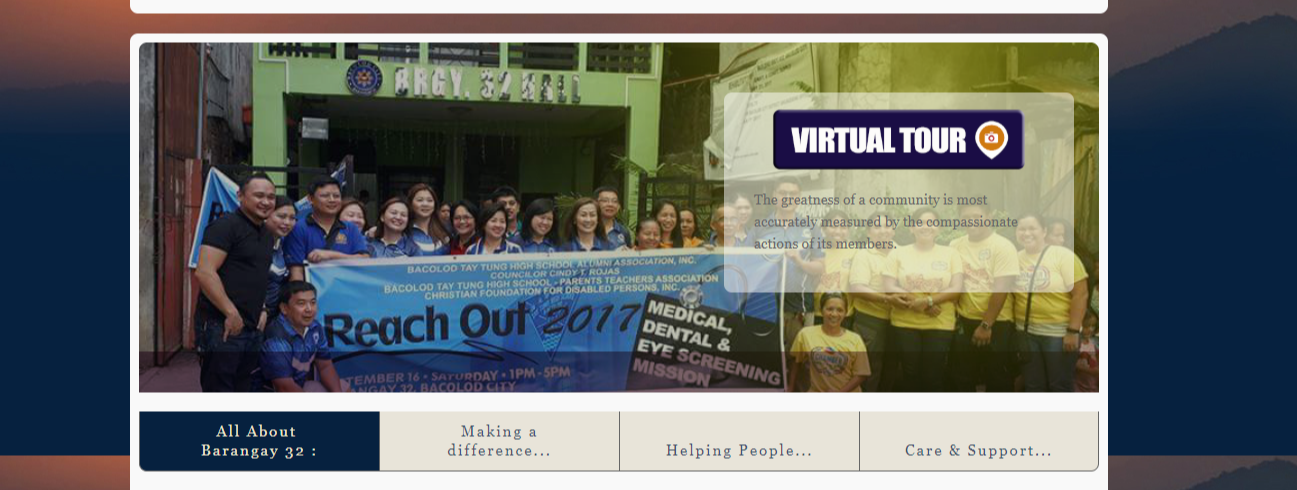 BRGY. 32 HALL
VIRTUAL TOUR
The greatness of a community is most
accurately measured by the compassionate
actions of its members.
BACOLOD TAY TUNG HIGH SCHOOL ALUMNI ASSOCIATION, INC.
COUNCILOR CINDY T. ROJAS
BACOLOD TAY TUNG HIGH SCHOOL - PARENTS TEACHERS ASSOCIATION
CHRISTIAN FOUNDATION FOR DISABLED PERSONS, INC.
Reach Out 2017
MEDICAL,
DENTAL &
EYE SCREENING
MISSION
TEMBER 16 • SATURDAY • 1PM-5PM
NGAY 32, BACOLOD CITY
All About
Barangay 32 :
Making a
difference...
Helping People...
Care & Support...